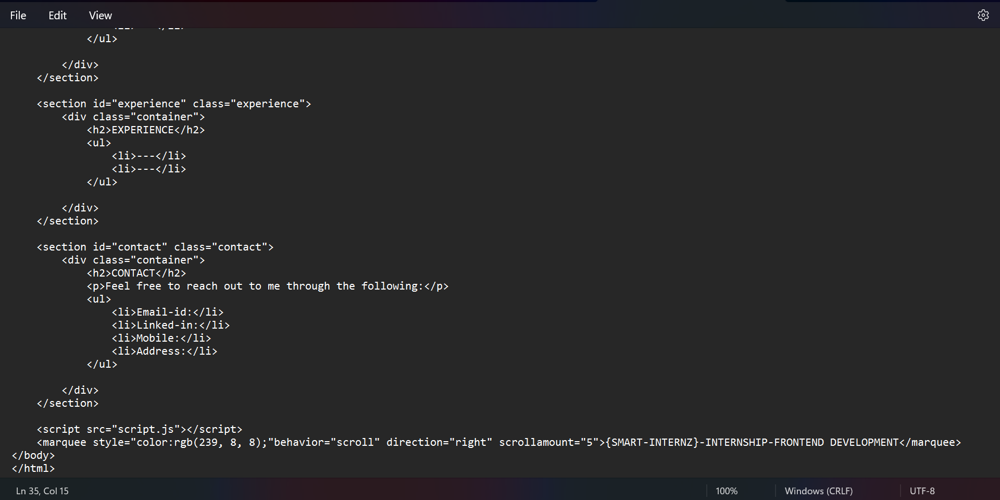 File Edit View
</ul>
</div>
</section>
<section id="experience" class="experience">
<div class="container">
<h2>EXPERIENCE</h2>
<ul>
<li>---</li>
<li>---</li>
</ul>
</div>
</section>
<section id="contact" class="contact">
<div class="container">
<h2>CONTACT</h2>
<p>Feel free to reach out to me through the following:</p>
<ul>
<li>Email-id:</li>
<li>Linked-in:</li>
<li>Mobile:</li>
<li>Address:</li>
</ul>
</div>
</section>
<script src="script.js"></script>
<marquee style="color:rgb(239, 8, 8);"behavior="scroll" direction="right" scrollamount="5">{SMART-INTERNZ}-INTERNSHIP-FRONTEND DEVELOPMENT</marquee>
</body>
</html>
Ln 35, Col 15 100% Windows (CRLF) UTF-8